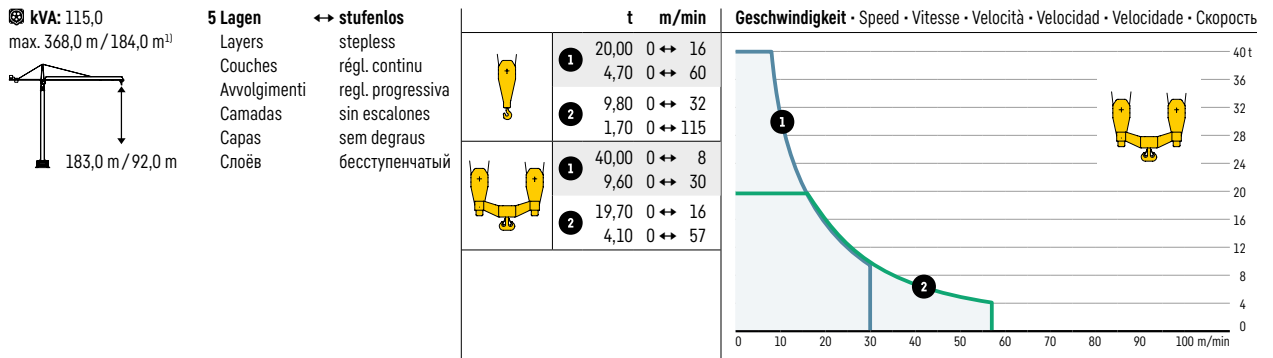 kVA: 115,0
max. 368,0 m / 184,0 m¹⁾
183,0 m / 92,0 m
5 Lagen ↔ stufenlos
Layers stepless
Couches régl. continu
Avvolgimenti regl. progressiva
Camadas sin escalones
Capas sem degraus
Слоёв бесступенчатый
t m/min
1 20,00 0 ↔ 16
4,70 0 ↔ 60
2 9,80 0 ↔ 32
1,70 0 ↔ 115
1 40,00 0 ↔ 8
9,60 0 ↔ 30
2 19,70 0 ↔ 16
4,10 0 ↔ 57
Geschwindigkeit · Speed · Vitesse · Velocità · Velocidad · Velocidade · Скорость
40 t
36
32
28
24
20
16
12
8
4
0
1
2
0 10 20 30 40 50 60 70 80 90 100 m/min